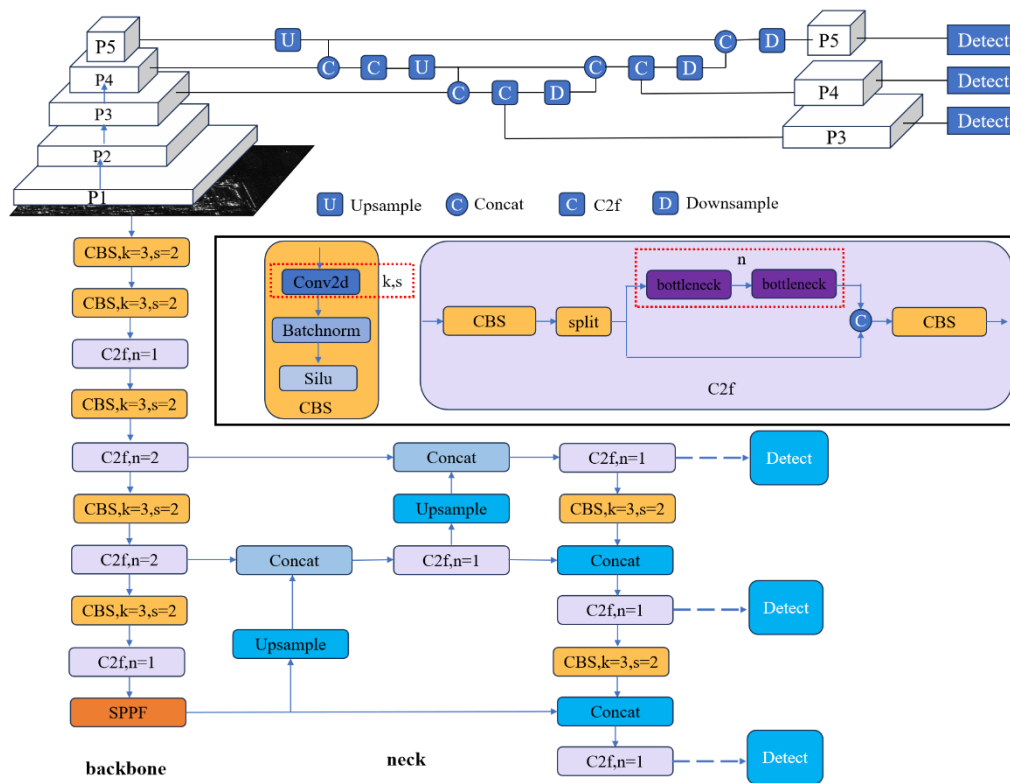 P5
U
C
D
P5
Detect
P4
C
C
U
C
C
D
P4
Detect
P3
C
C
D
P3
Detect
P2
P1
U Upsample
C Concat
C C2f
D Downsample
CBS,k=3,s=2
CBS,k=3,s=2
C2f,n=1
CBS,k=3,s=2
C2f,n=2
CBS,k=3,s=2
C2f,n=2
CBS,k=3,s=2
C2f,n=1
SPPF
backbone
Conv2d
k,s
Batchnorm
Silu
CBS
n
bottleneck
bottleneck
CBS
split
C
CBS
C2f
Concat
Upsample
C2f,n=1
Concat
Upsample
neck
C2f,n=1
Detect
CBS,k=3,s=2
Concat
C2f,n=1
Detect
CBS,k=3,s=2
Concat
C2f,n=1
Detect